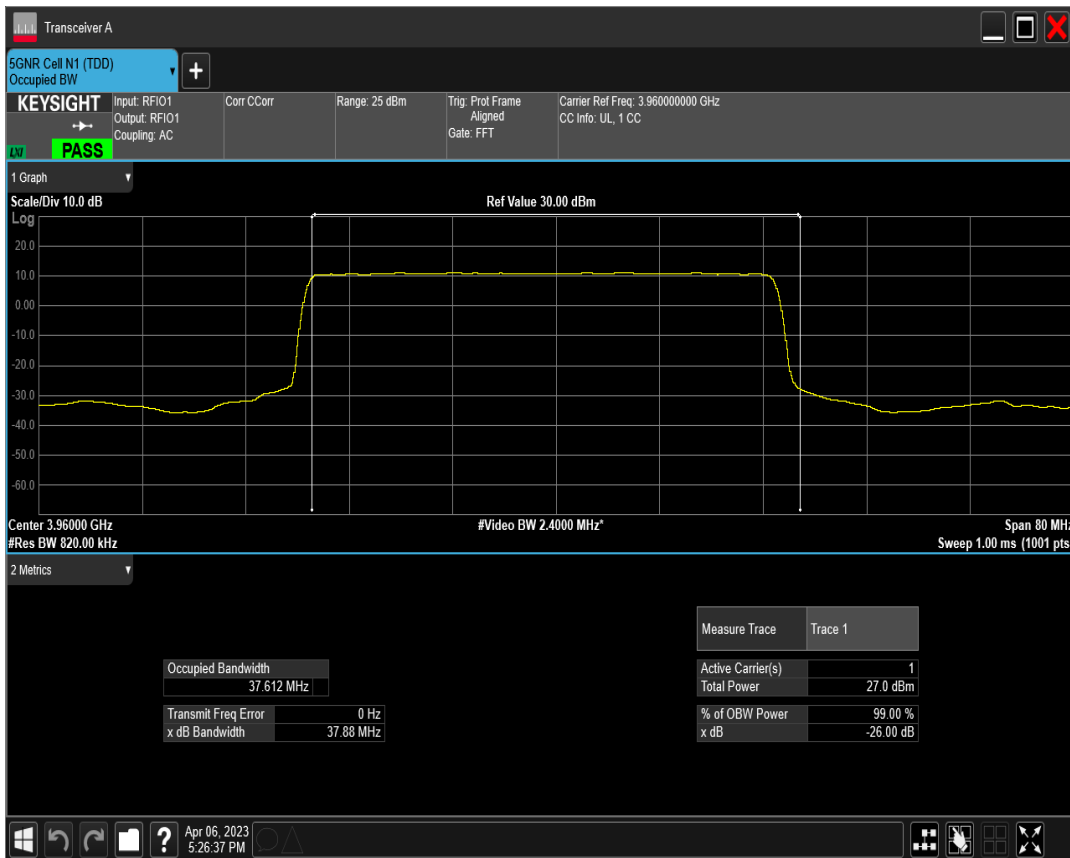 Transceiver A
5GNR Cell N1 (TDD)
Occupied BW
KEYSIGHT
LXI
PASS
Input: RFIO1
Output: RFIO1
Coupling: AC
Corr CCorr
Range: 25 dBm
Trig: Prot Frame
Aligned
Gate: FFT
Carrier Ref Freq: 3.960000000 GHz
CC Info: UL, 1 CC
1 Graph
Scale/Div 10.0 dB
Ref Value 30.00 dBm
Log
20.0
10.0
0.00
-10.0
-20.0
-30.0
-40.0
-50.0
-60.0
Center 3.96000 GHz
#Video BW 2.4000 MHz*
Span 80 MHz
#Res BW 820.00 kHz
Sweep 1.00 ms (1001 pts
2 Metrics
Measure Trace Trace 1
Occupied Bandwidth
37.612 MHz
Active Carrier(s) 1
Total Power 27.0 dBm
Transmit Freq Error 0 Hz
x dB Bandwidth 37.88 MHz
% of OBW Power 99.00 %
x dB -26.00 dB
?
Apr 06, 2023
5:26:37 PM